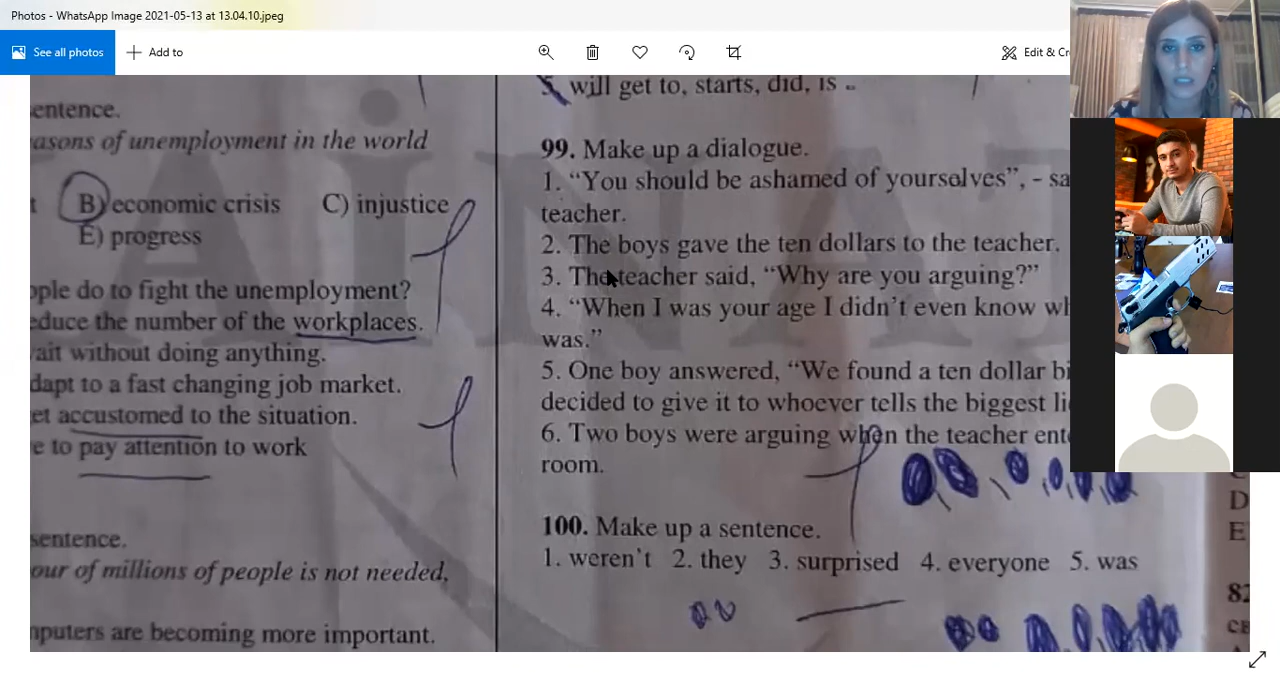 Photos - WhatsApp Image 2021-05-13 at 13.04.10.jpeg
See all photos
Add to
Edit & Cr
entence.
easons of unemployment in the world
t B) economic crisis C) injustice
E) progress
ople do to fight the unemployment?
educe the number of the workplaces.
ait without doing anything.
dapt to a fast changing job market.
et accustomed to the situation.
e to pay attention to work
sentence.
our of millions of people is not needed,
nputers are becoming more important.
5. will get to, starts, did, is -
99. Make up a dialogue.
1. “You should be ashamed of yourselves”, - sa
teacher.
2. The boys gave the ten dollars to the teacher.
3. The teacher said, “Why are you arguing?”
4. “When I was your age I didn’t even know wh
was.”
5. One boy answered, “We found a ten dollar bi
decided to give it to whoever tells the biggest li
6. Two boys were arguing when the teacher ent
room.
100. Make up a sentence.
1. weren't 2. they 3. surprised 4. everyone 5. was
D
E
82